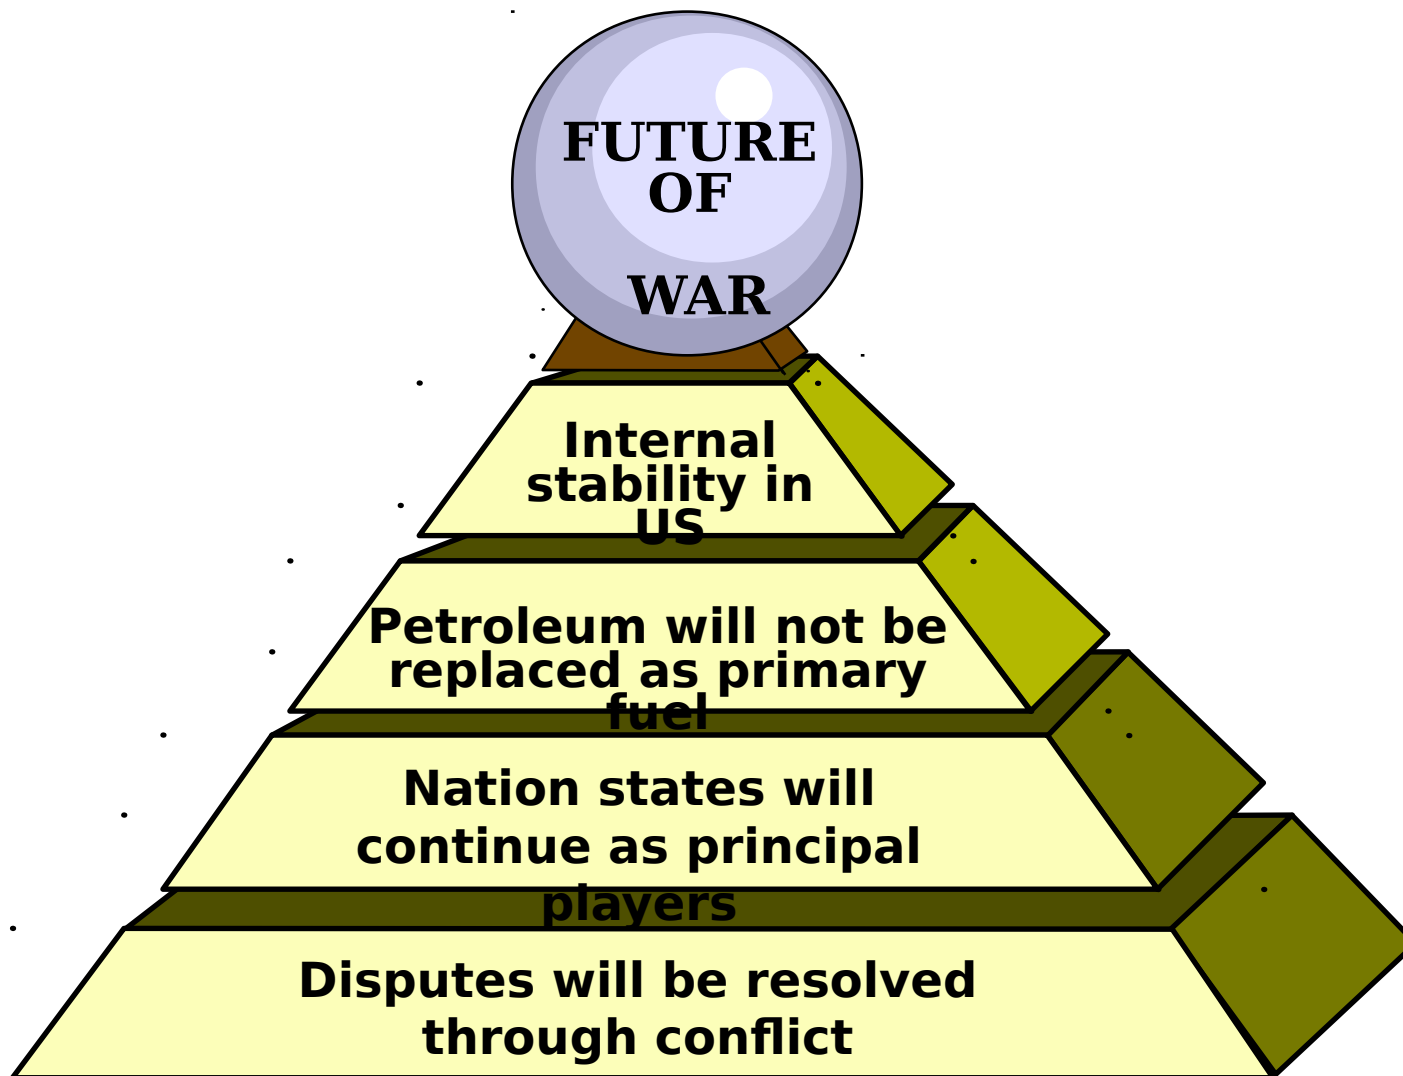 FUTURE
OF
WAR
Internal
stability in
US
Petroleum will not be
replaced as primary
fuel
Nation states will
continue as principal
players
Disputes will be resolved
through conflict